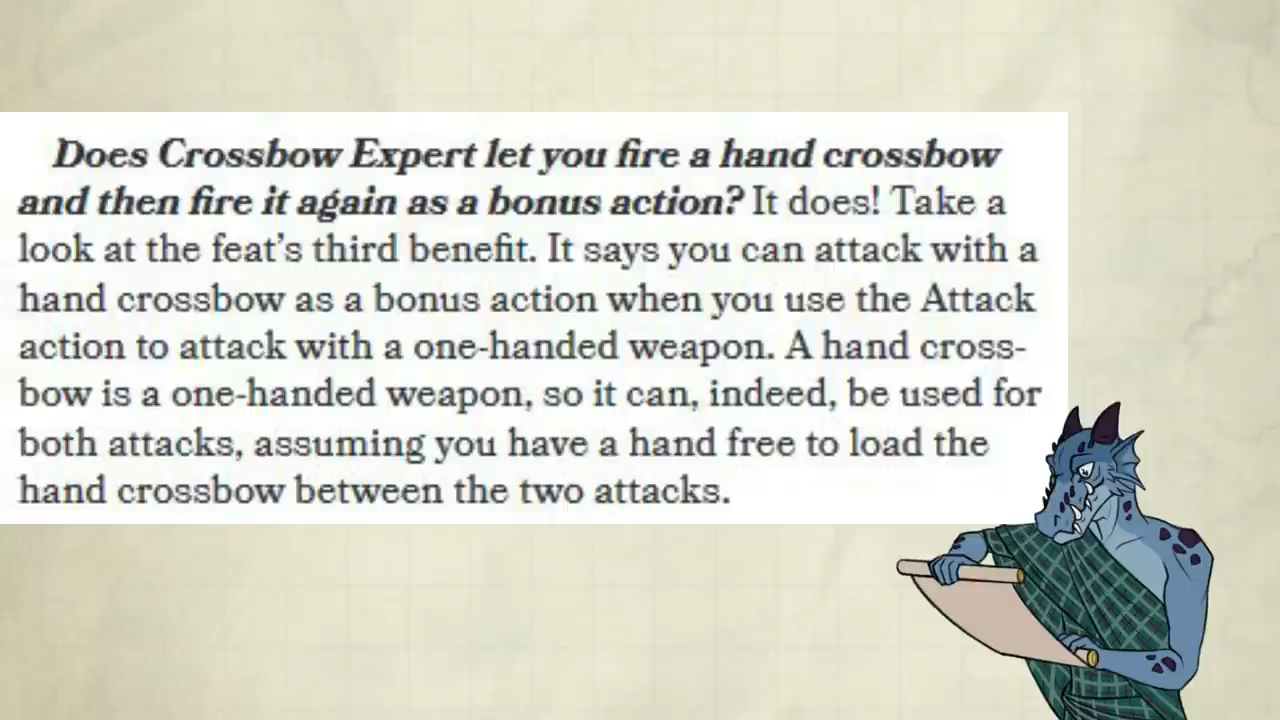 Does Crossbow Expert let you fire a hand crossbow
and then fire it again as a bonus action? It does! Take a
look at the feat's third benefit. It says you can attack with a
hand crossbow as a bonus action when you use the Attack
action to attack with a one-handed weapon. A hand cross-
bow is a one-handed weapon, so it can, indeed, be used for
both attacks, assuming you have a hand free to load the
hand crossbow between the two attacks.